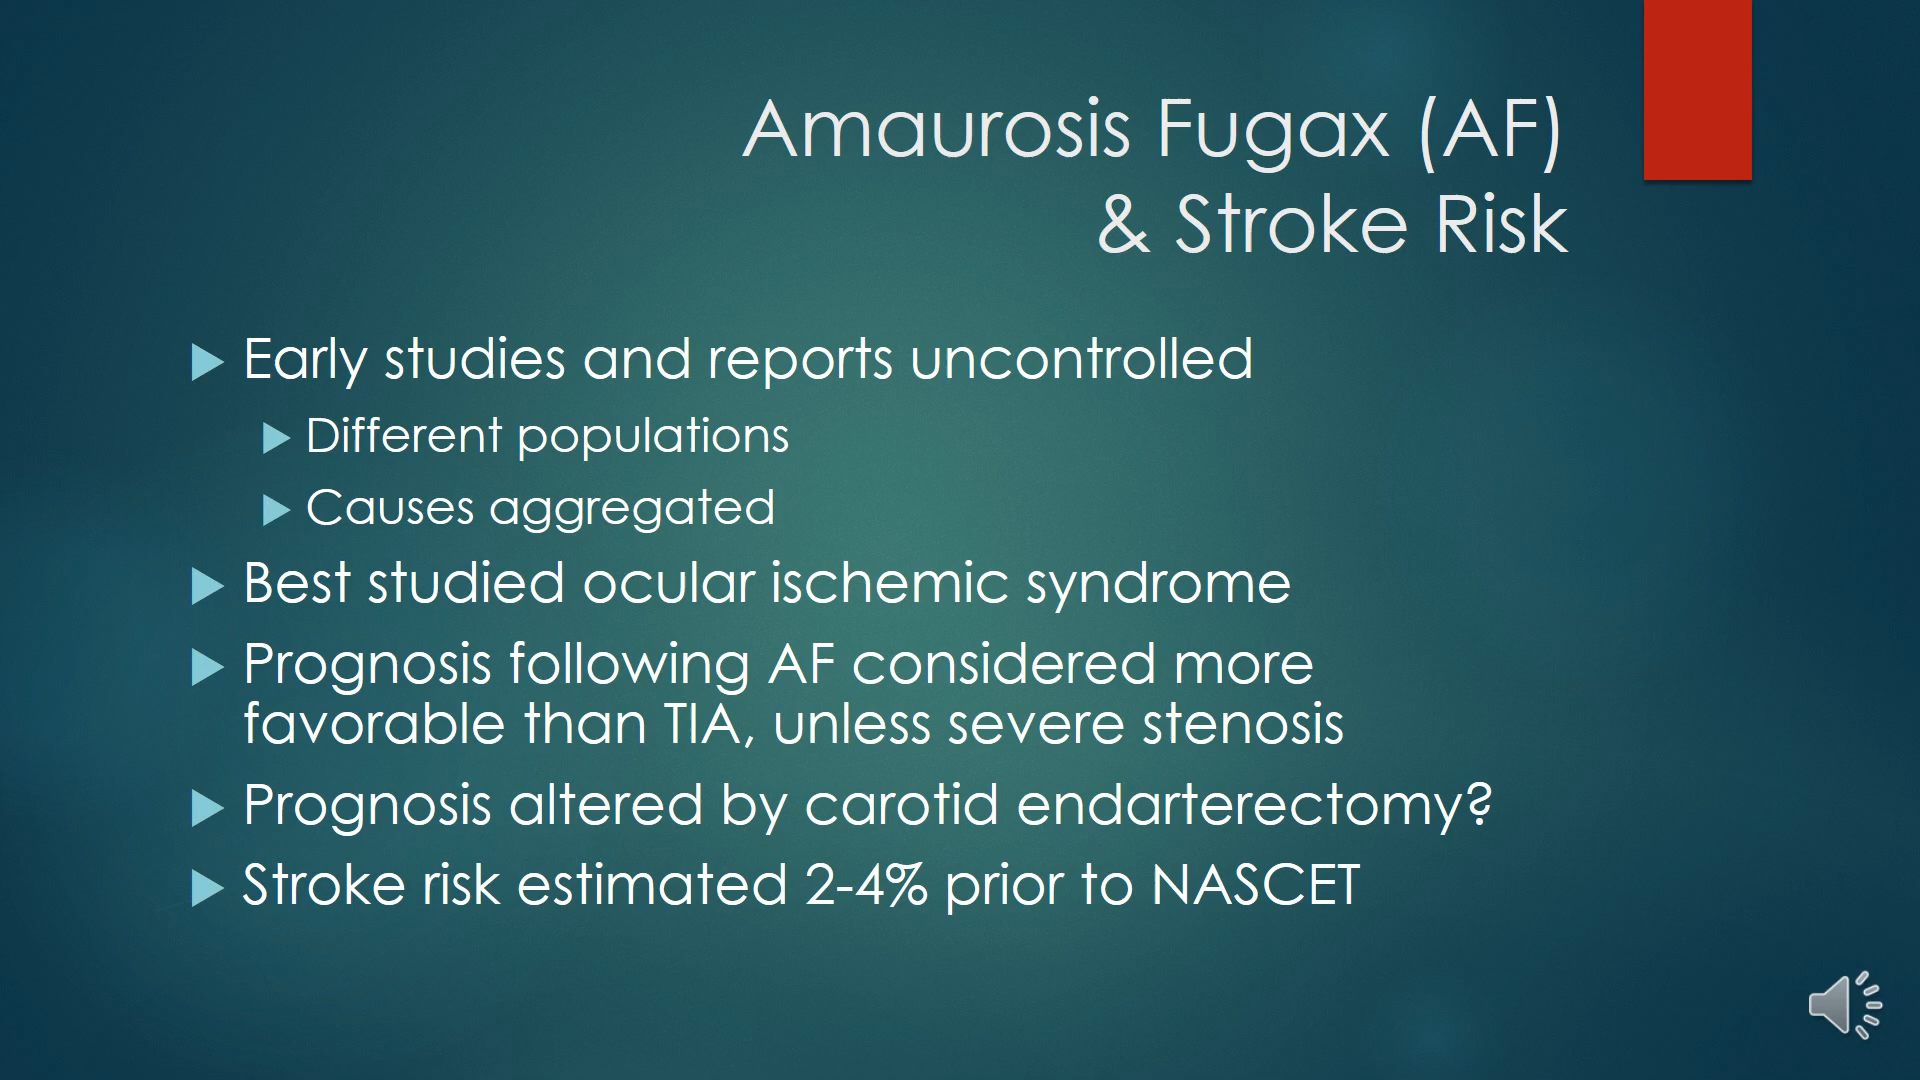 Amaurosis Fugax (AF)
& Stroke Risk
Early studies and reports uncontrolled
Different populations
Causes aggregated
Best studied ocular ischemic syndrome
Prognosis following AF considered more
favorable than TIA, unless severe stenosis
Prognosis altered by carotid endarterectomy?
Stroke risk estimated 2-4% prior to NASCET